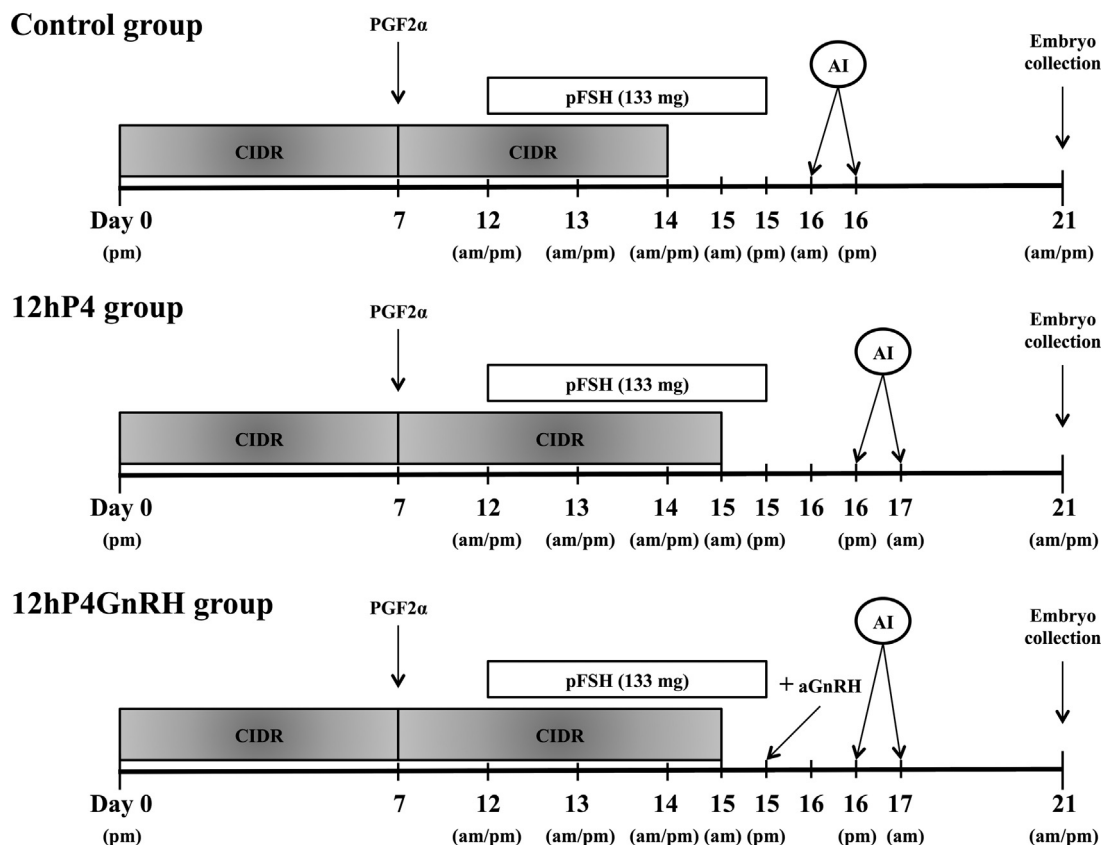 Control group
PGF2α
AI
Embryo
collection
pFSH (133 mg)
CIDR CIDR
Day 0 7 12 13 14 15 15 16 16 21
(pm) (am/pm) (am/pm) (am/pm) (am) (pm) (am) (pm) (am/pm)
12hP4 group
PGF2α
AI
Embryo
collection
pFSH (133 mg)
CIDR CIDR
Day 0 7 12 13 14 15 15 16 16 17 21
(pm) (am/pm) (am/pm) (am/pm) (am) (pm) (pm) (am) (am/pm)
12hP4GnRH group
PGF2α
AI
Embryo
collection
pFSH (133 mg)
+ aGnRH
CIDR CIDR
Day 0 7 12 13 14 15 15 16 16 17 21
(pm) (am/pm) (am/pm) (am/pm) (am) (pm) (pm) (am) (am/pm)